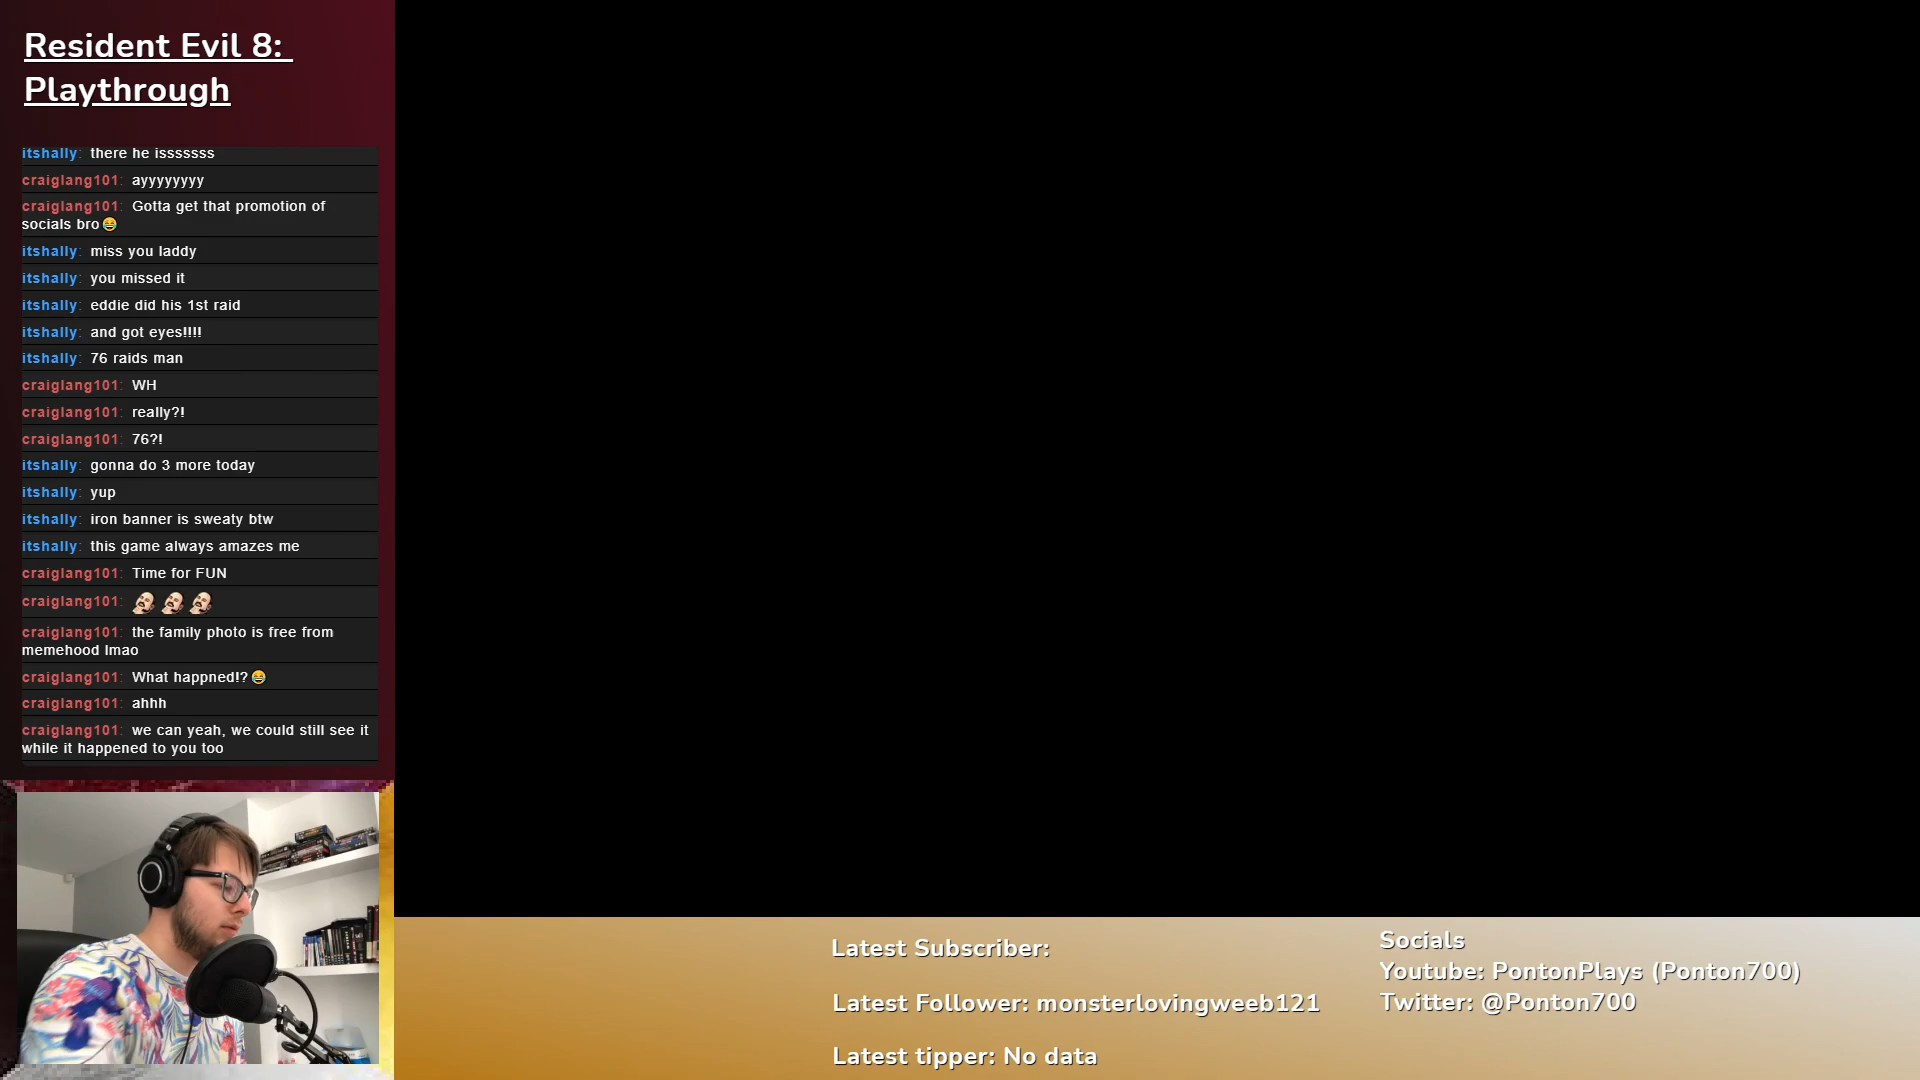 Resident Evil 8:
Playthrough
itshally: there he isssssss
craiglang101: ayyyyyyyy
craiglang101: Gotta get that promotion of
socials bro😂
itshally: miss you laddy
itshally: you missed it
itshally: eddie did his 1st raid
itshally: and got eyes!!!!
itshally: 76 raids man
craiglang101: WH
craiglang101: really?!
craiglang101: 76?!
itshally: gonna do 3 more today
itshally: yup
itshally: iron banner is sweaty btw
itshally: this game always amazes me
craiglang101: Time for FUN
craiglang101:
craiglang101: the family photo is free from
memehood lmao
craiglang101: What happned!?😂
craiglang101: ahhh
craiglang101: we can yeah, we could still see it
while it happened to you too
Latest Subscriber:
Latest Follower: monsterlovingweeb121
Latest tipper: No data
Socials
Youtube: PontonPlays (Ponton700)
Twitter: @Ponton700